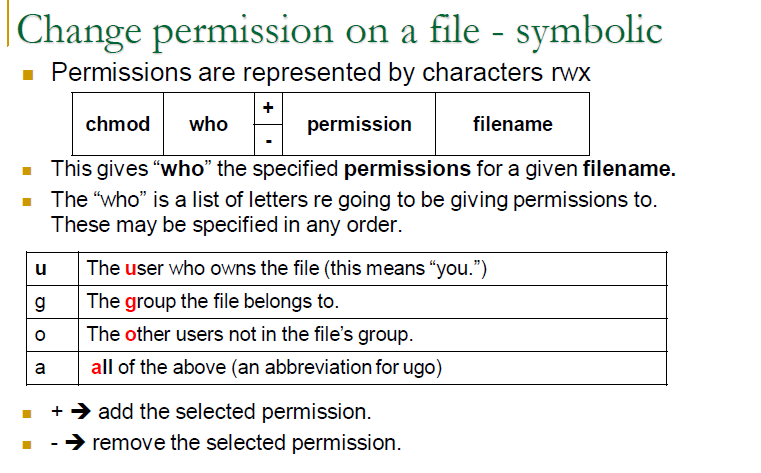 Change permission on a file - symbolic
Permissions are represented by characters rwx
chmod who + - permission filename
This gives “who” the specified permissions for a given filename.
The “who” is a list of letters re going to be giving permissions to.
These may be specified in any order.
u The user who owns the file (this means “you.”)
g The group the file belongs to.
o The other users not in the file’s group.
a all of the above (an abbreviation for ugo)
+ ➔ add the selected permission.
- ➔ remove the selected permission.